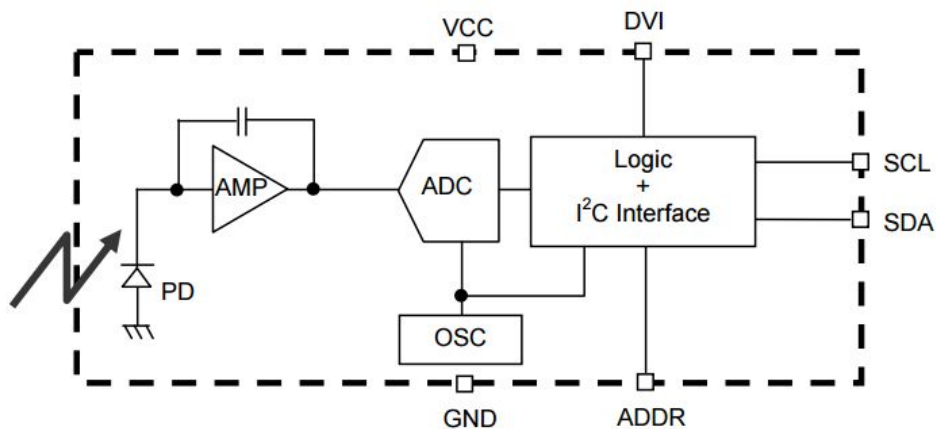 VCC
DVI
AMP
ADC
Logic
+
I²C Interface
SCL
SDA
PD
OSC
GND
ADDR